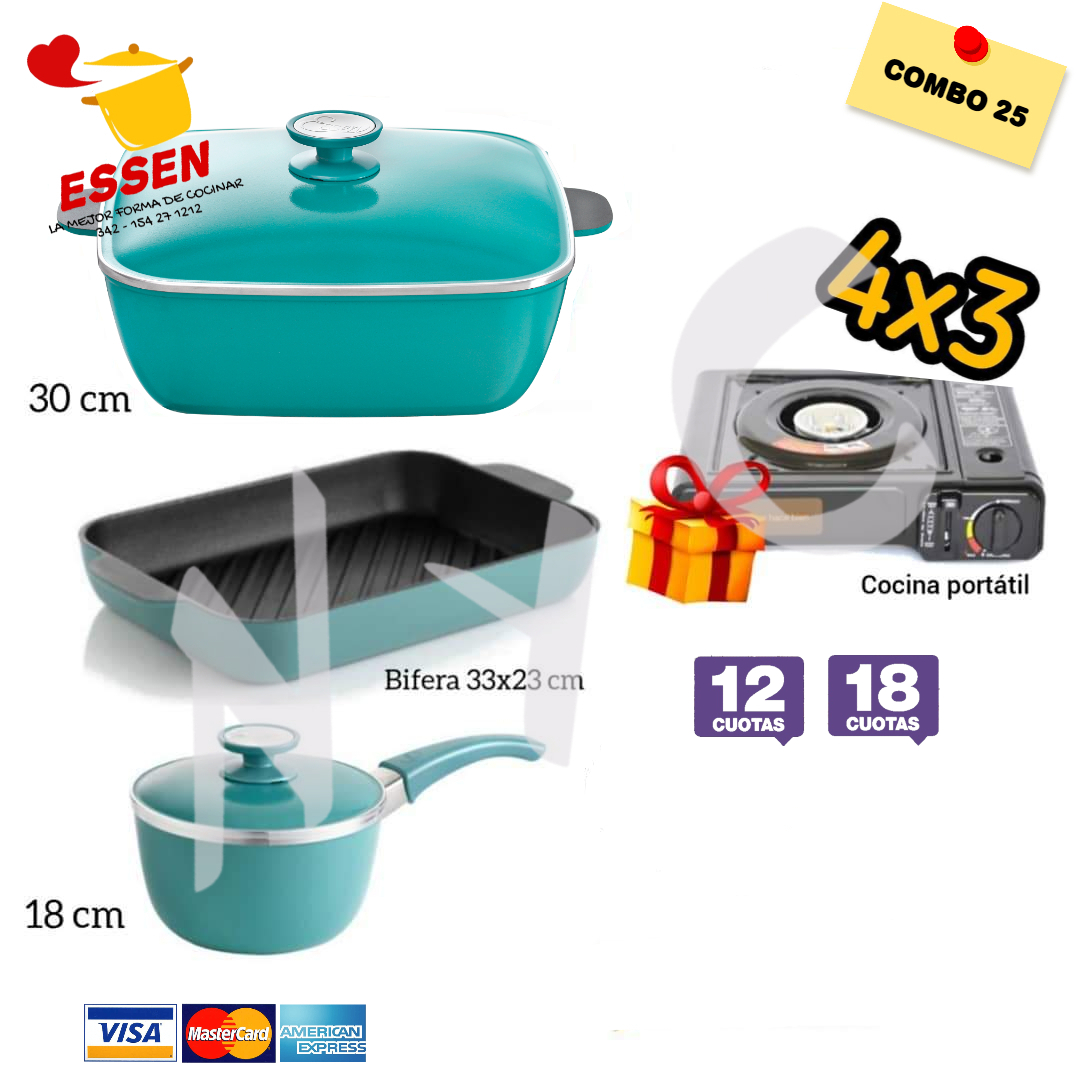 COMBO 25
ESSEN
LA MEJOR FORMA DE COCINAR
342 - 154 27 1212
4x3
30 cm
Cocina portátil
Bifera 33x23 cm
12
CUOTAS
18
CUOTAS
18 cm
VISA
MasterCard
AMERICAN
EXPRESS